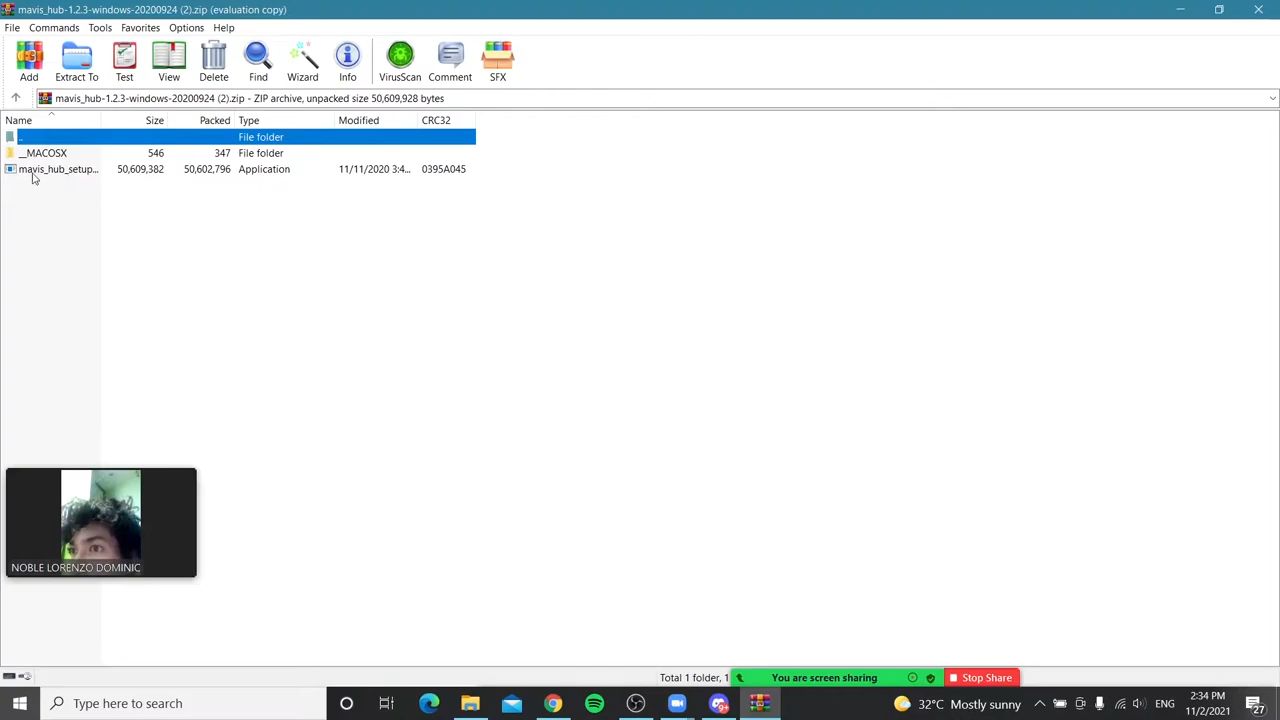 mavis_hub-1.2.3-windows-20200924 (2).zip (evaluation copy)
File Commands Tools Favorites Options Help
Add Extract To Test View Delete Find Wizard Info VirusScan Comment SFX
mavis_hub-1.2.3-windows-20200924 (2).zip - ZIP archive, unpacked size 50,609,928 bytes
Name Size Packed Type Modified CRC32
.. File folder
__MACOSX 546 347 File folder
mavis_hub_setup... 50,609,382 50,602,796 Application 11/11/2020 3:4... 0395A045
NOBLE LORENZO DOMINIC
Total 1 folder, 1
You are screen sharing Stop Share
Type here to search
32°C Mostly sunny
ENG
2:34 PM
11/2/2021
27